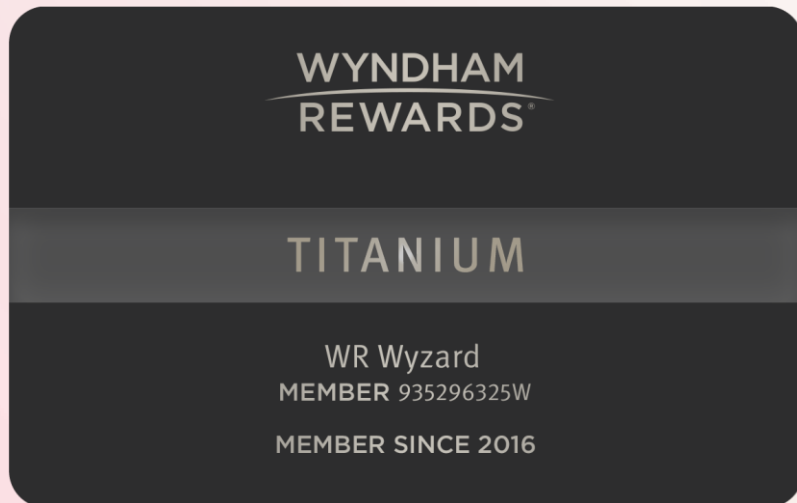 WYNDHAM
REWARDS®
TITANIUM
WR Wyzard
MEMBER 935296325W
MEMBER SINCE 2016